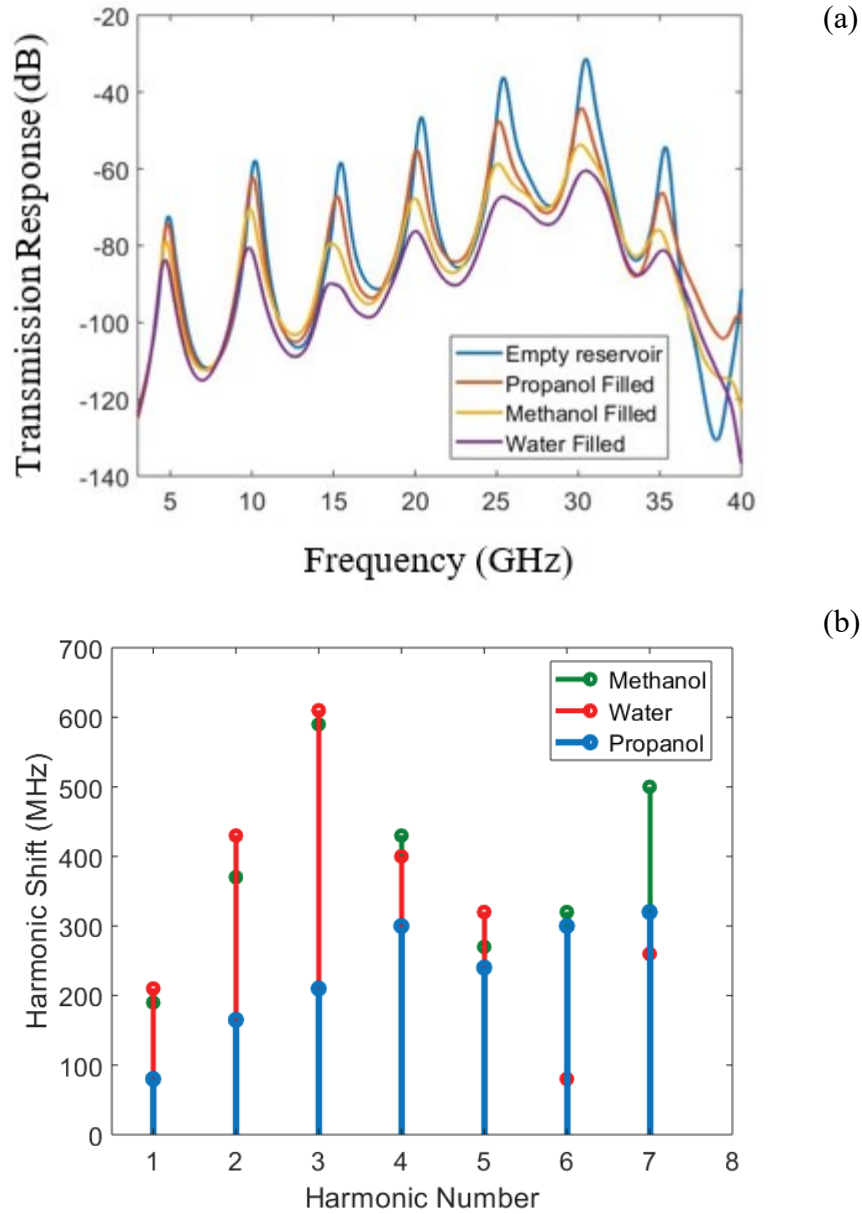 (a)
Transmission Response (dB)
-20
-40
-60
-80
-100
-120
-140
Empty reservoir
Propanol Filled
Methanol Filled
Water Filled
5 10 15 20 25 30 35 40
Frequency (GHz)
(b)
Harmonic Shift (MHz)
700
600
500
400
300
200
100
0
Methanol
Water
Propanol
1 2 3 4 5 6 7 8
Harmonic Number